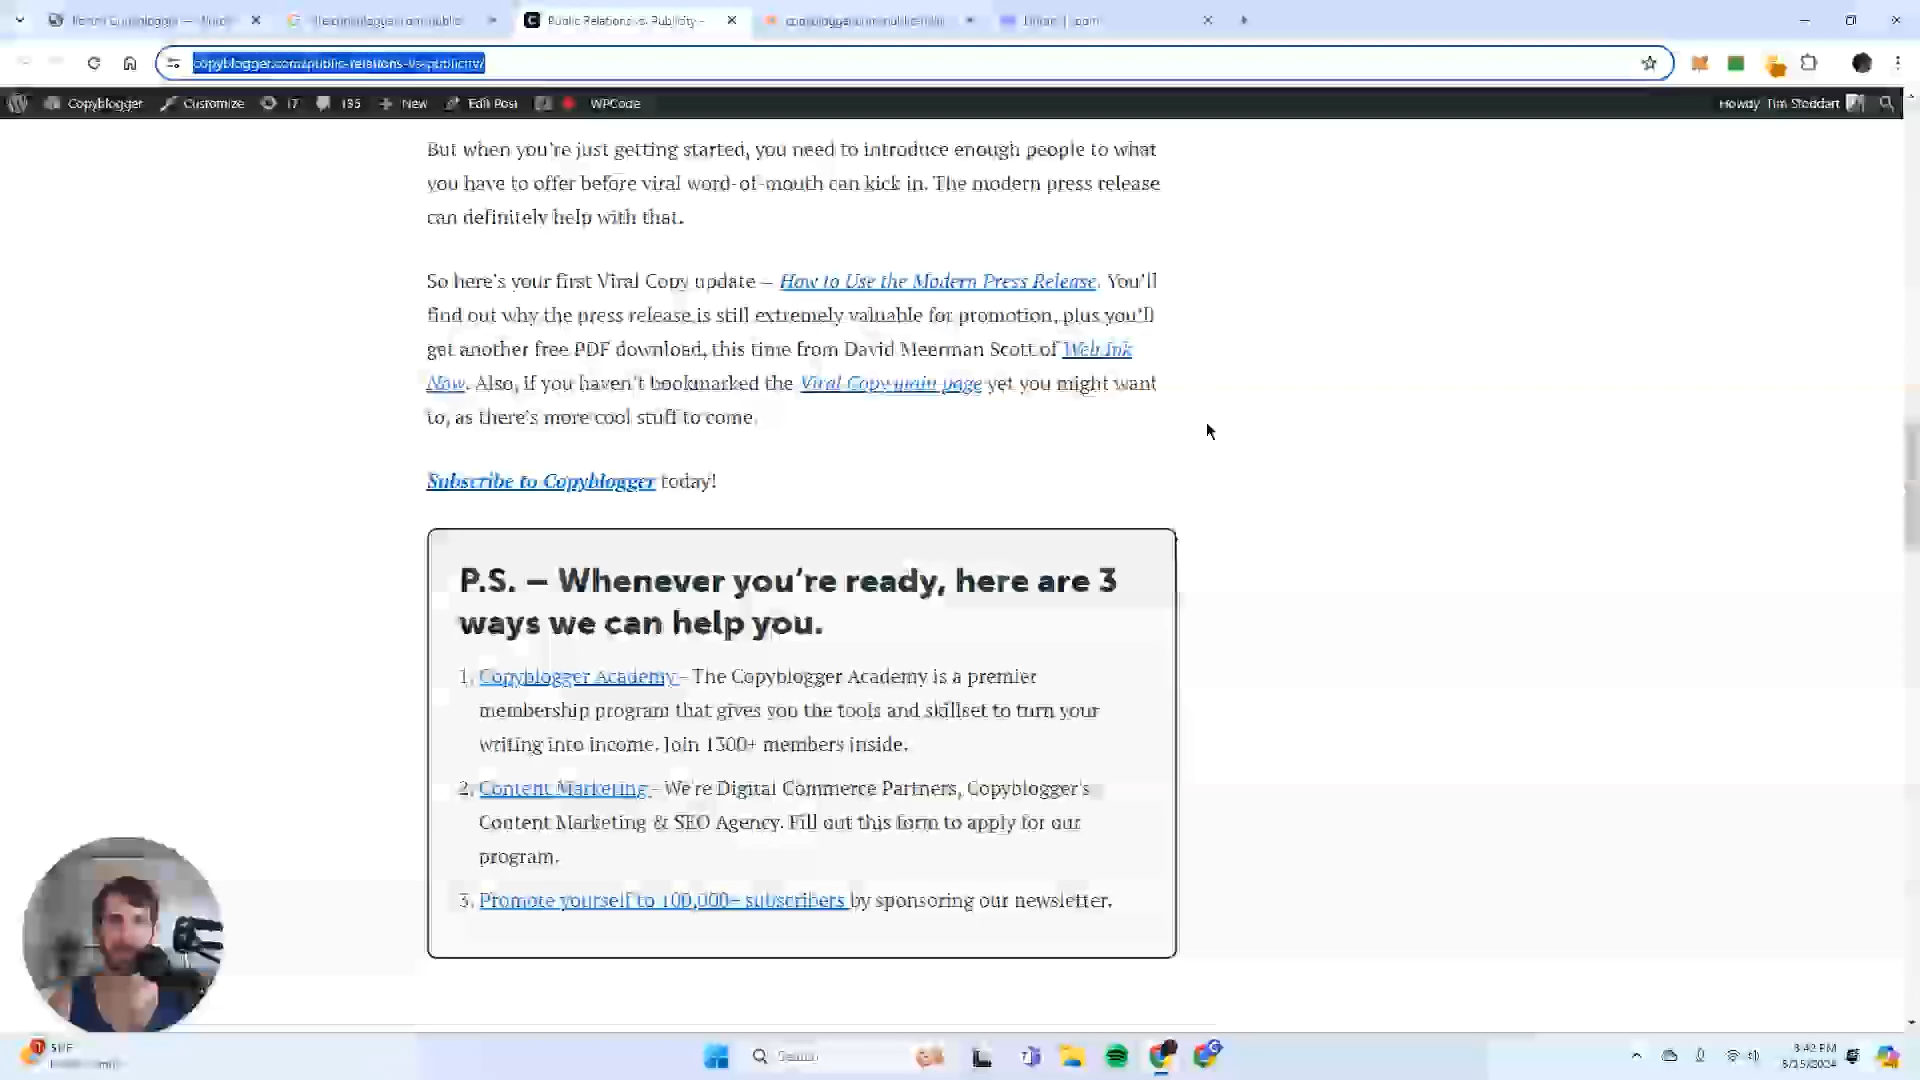 Public Relations vs. Publicity -
copyblogger.com/public-relations-vs-publicity/
Copyblogger Customize 17 195 New Edit Post WPCode Howdy, Tim Stoddart
But when you're just getting started, you need to introduce enough people to what
you have to offer before viral word-of-mouth can kick in. The modern press release
can definitely help with that.
So here's your first Viral Copy update – How to Use the Modern Press Release. You'll
find out why the press release is still extremely valuable for promotion, plus you'll
get another free PDF download, this time from David Meerman Scott of Web Ink
Now. Also, if you haven't bookmarked the Viral Copy main page yet you might want
to, as there's more cool stuff to come.
Subscribe to Copyblogger today!
P.S. – Whenever you're ready, here are 3
ways we can help you.
1. Copyblogger Academy - The Copyblogger Academy is a premier
membership program that gives you the tools and skillset to turn your
writing into income. Join 1300+ members inside.
2. Content Marketing - We're Digital Commerce Partners, Copyblogger's
Content Marketing & SEO Agency. Fill out this form to apply for our
program.
3. Promote yourself to 100,000+ subscribers by sponsoring our newsletter.
Search
8:42 PM